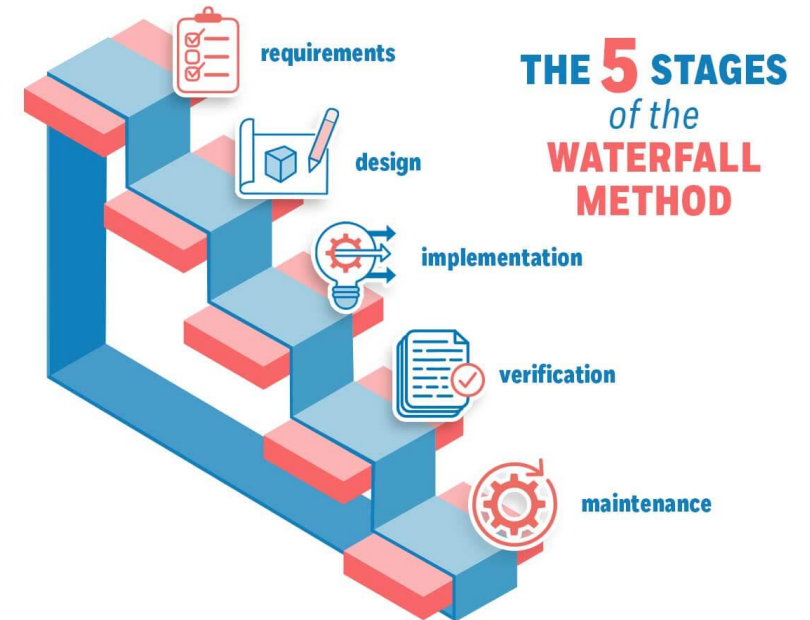 THE 5 STAGES
of the
WATERFALL
METHOD
requirements
design
implementation
verification
maintenance